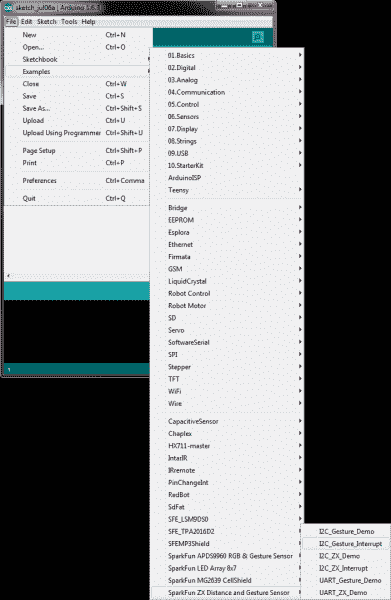 sketch_jul06a | Arduino 1.6.3
File Edit Sketch Tools Help
New Ctrl+N
Open... Ctrl+O
Sketchbook
Examples
Close Ctrl+W
Save Ctrl+S
Save As... Ctrl+Shift+S
Upload Ctrl+U
Upload Using Programmer Ctrl+Shift+U
Page Setup Ctrl+Shift+P
Print Ctrl+P
Preferences Ctrl+Comma
Quit Ctrl+Q
1
01.Basics
02.Digital
03.Analog
04.Communication
05.Control
06.Sensors
07.Display
08.Strings
09.USB
10.StarterKit
ArduinoISP
Teensy
Bridge
EEPROM
Esplora
Ethernet
Firmata
GSM
LiquidCrystal
Robot Control
Robot Motor
SD
Servo
SoftwareSerial
SPI
Stepper
TFT
WiFi
Wire
CapacitiveSensor
Chaplex
HX711-master
IntarIR
IRremote
PinChangeInt
RedBot
SdFat
SFE_LSM9DS0
SFE_TPA2016D2
SFEMP3Shield
SparkFun APDS9960 RGB & Gesture Sensor
SparkFun LED Array 8x7
SparkFun MG2639 CellShield
SparkFun ZX Distance and Gesture Sensor
I2C_Gesture_Demo
I2C_Gesture_Interrupt
I2C_ZX_Demo
I2C_ZX_Interrupt
UART_Gesture_Demo
UART_ZX_Demo